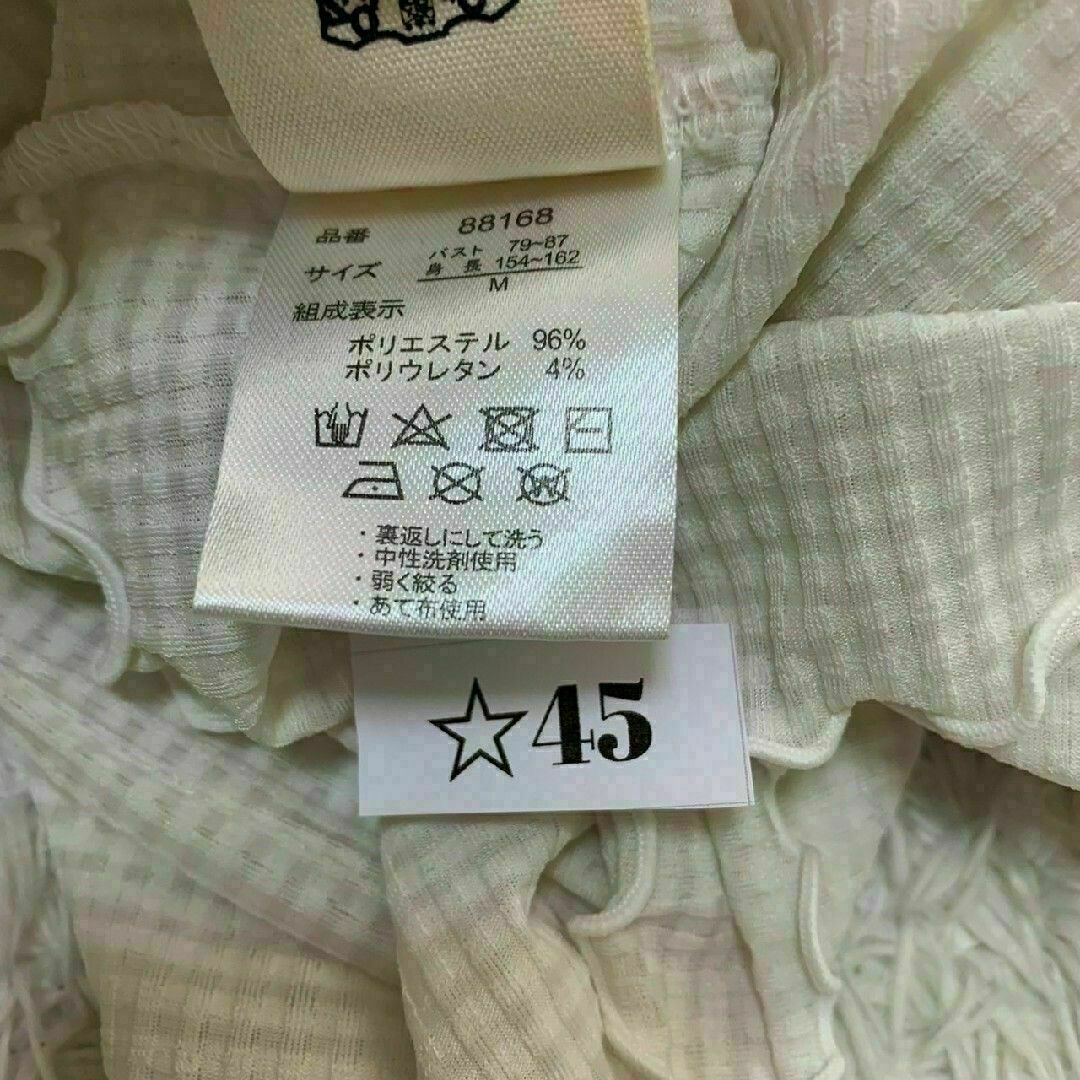 品番 88168
サイズ バスト 79~87
身長 154~162
M
組成表示
ポリエステル 96%
ポリウレタン 4%
W
・裏返しにして洗う
・中性洗剤使用
・弱く絞る
・あて布使用
☆45